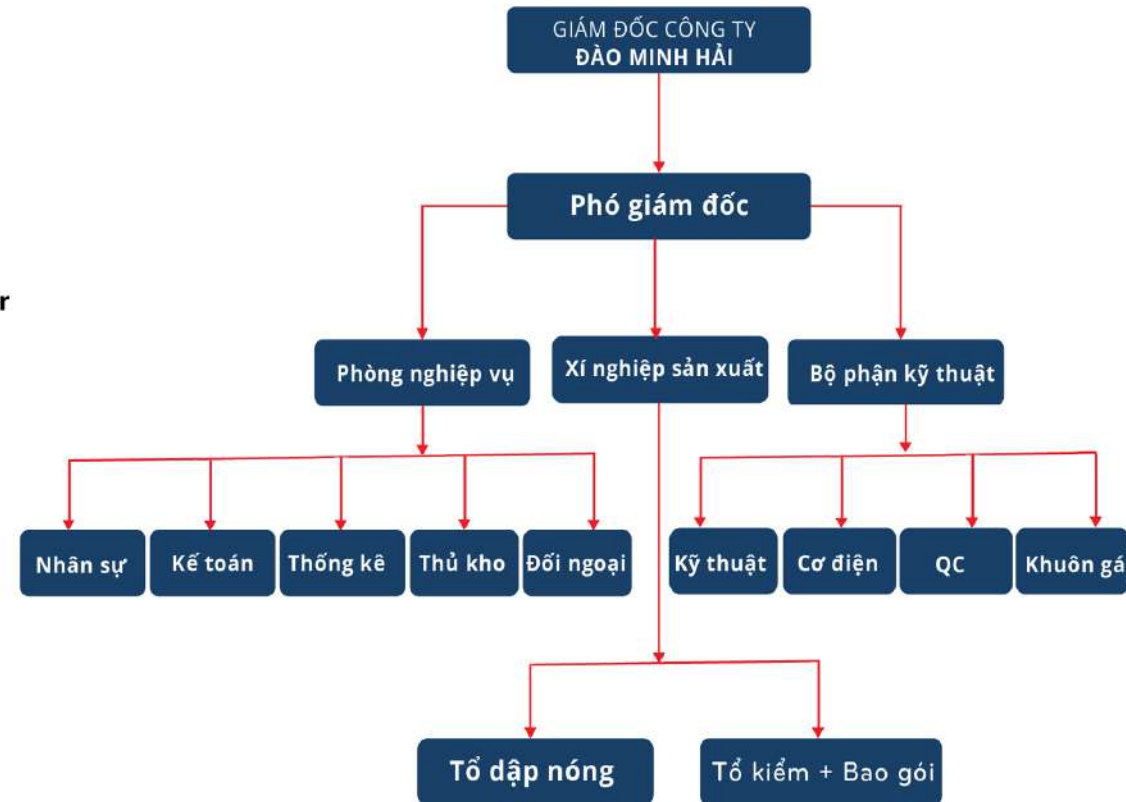 GIÁM ĐỐC CÔNG TY
ĐÀO MINH HẢI
Phó giám đốc
r
Phòng nghiệp vụ
Xí nghiệp sản xuất
Bộ phận kỹ thuật
Nhân sự
Kế toán
Thống kê
Thủ kho
Đối ngoại
Kỹ thuật
Cơ điện
QC
Khuôn gá
Tổ dập nóng
Tổ kiểm + Bao gói